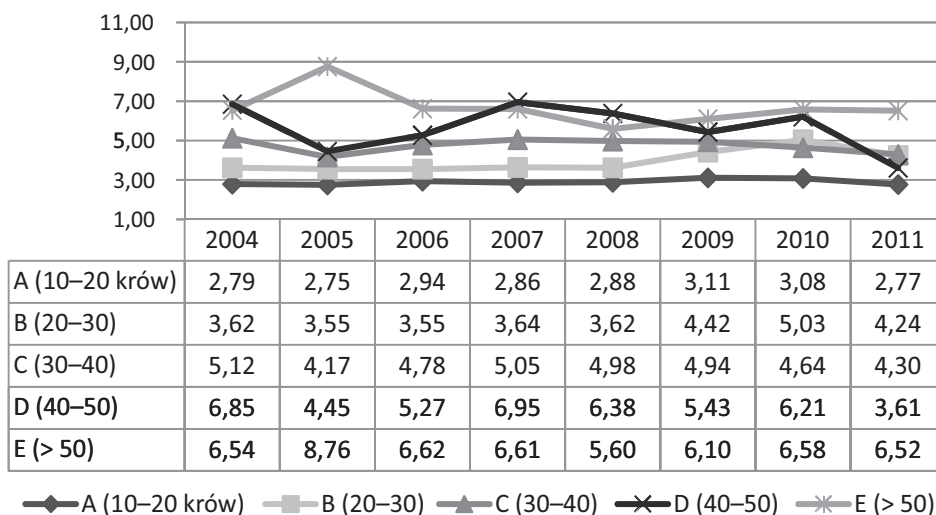 11,00
9,00
7,00
5,00
3,00
1,00
2004 2005 2006 2007 2008 2009 2010 2011
A (10–20 krów) 2,79 2,75 2,94 2,86 2,88 3,11 3,08 2,77
B (20–30) 3,62 3,55 3,55 3,64 3,62 4,42 5,03 4,24
C (30–40) 5,12 4,17 4,78 5,05 4,98 4,94 4,64 4,30
D (40–50) 6,85 4,45 5,27 6,95 6,38 5,43 6,21 3,61
E (> 50) 6,54 8,76 6,62 6,61 5,60 6,10 6,58 6,52
A (10–20 krów) B (20–30) C (30–40) D (40–50) E (> 50)